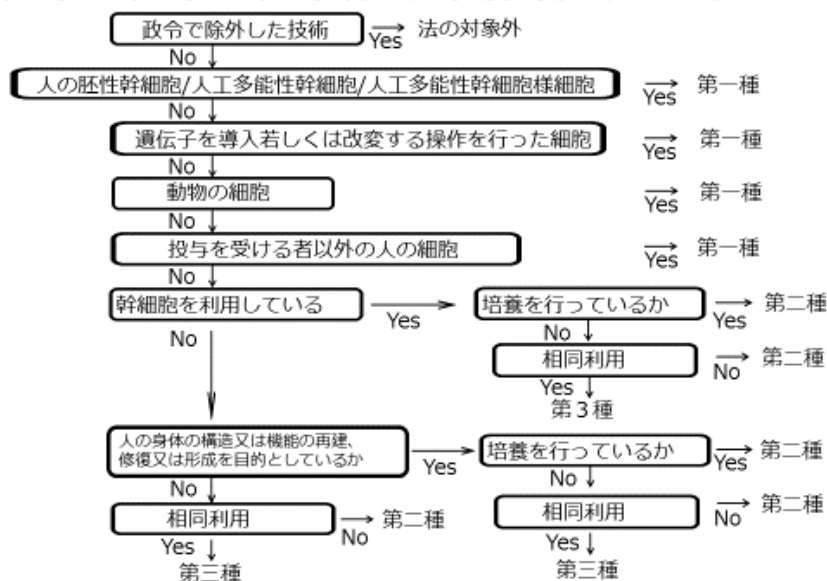 政令で除外した技術
Yes
法の対象外
No
人の胚性幹細胞/人工多能性幹細胞/人工多能性幹細胞様細胞
Yes
第一種
No
遺伝子を導入若しくは改変する操作を行った細胞
Yes
第一種
No
動物の細胞
Yes
第一種
No
投与を受ける者以外の人の細胞
Yes
第一種
No
幹細胞を利用している
Yes
培養を行っているか
Yes
第二種
No
No
相同利用
No
第二種
Yes
第3種
人の身体の構造又は機能の再建、
修復又は形成を目的としているか
Yes
培養を行っているか
Yes
第二種
No
No
相同利用
No
第二種
相同利用
No
第二種
Yes
第三種
Yes
第三種